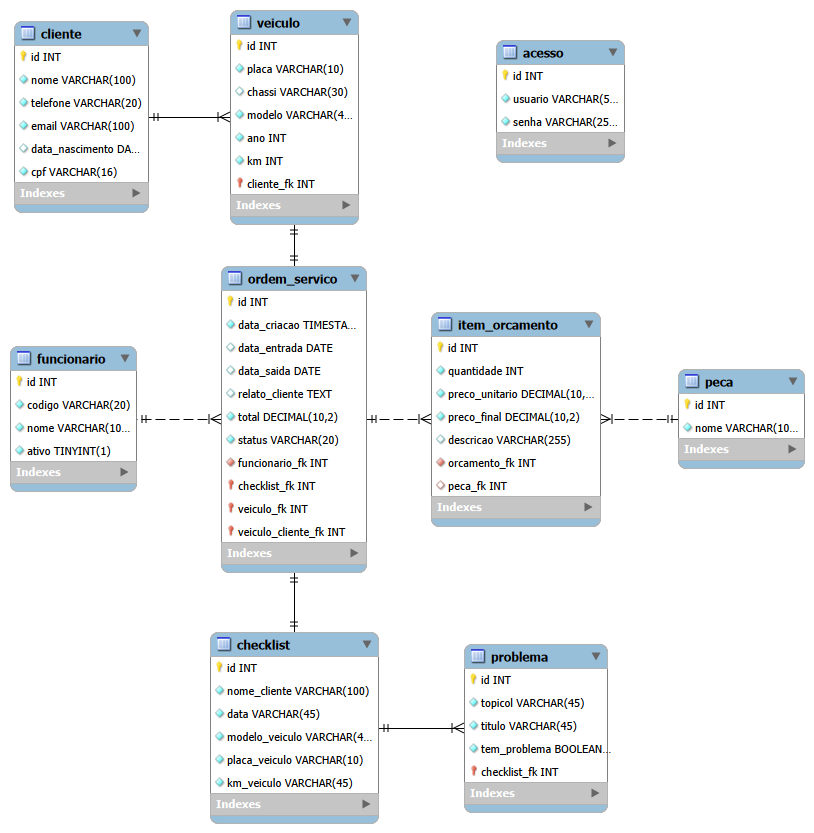 cliente
id INT
nome VARCHAR(100)
telefone VARCHAR(20)
email VARCHAR(100)
data_nascimento DA...
cpf VARCHAR(16)
Indexes
veiculo
id INT
placa VARCHAR(10)
chassi VARCHAR(30)
modelo VARCHAR(4...
ano INT
km INT
cliente_fk INT
Indexes
acesso
id INT
usuario VARCHAR(5...
senha VARCHAR(25...
Indexes
ordem_servico
id INT
data_criacao TIMESTA...
data_entrada DATE
data_saida DATE
relato_cliente TEXT
total DECIMAL(10,2)
status VARCHAR(20)
funcionario_fk INT
checklist_fk INT
veiculo_fk INT
veiculo_cliente_fk INT
Indexes
item_orcamento
id INT
quantidade INT
preco_unitario DECIMAL(10,...
preco_final DECIMAL(10,2)
descricao VARCHAR(255)
orcamento_fk INT
peca_fk INT
Indexes
funcionario
id INT
codigo VARCHAR(20)
nome VARCHAR(10...
ativo TINYINT(1)
Indexes
peca
id INT
nome VARCHAR(10...
Indexes
checklist
id INT
nome_cliente VARCHAR(100)
data VARCHAR(45)
modelo_veiculo VARCHAR(4...
placa_veiculo VARCHAR(10)
km_veiculo VARCHAR(45)
Indexes
problema
id INT
topicol VARCHAR(45)
titulo VARCHAR(45)
tem_problema BOOLEAN...
checklist_fk INT
Indexes